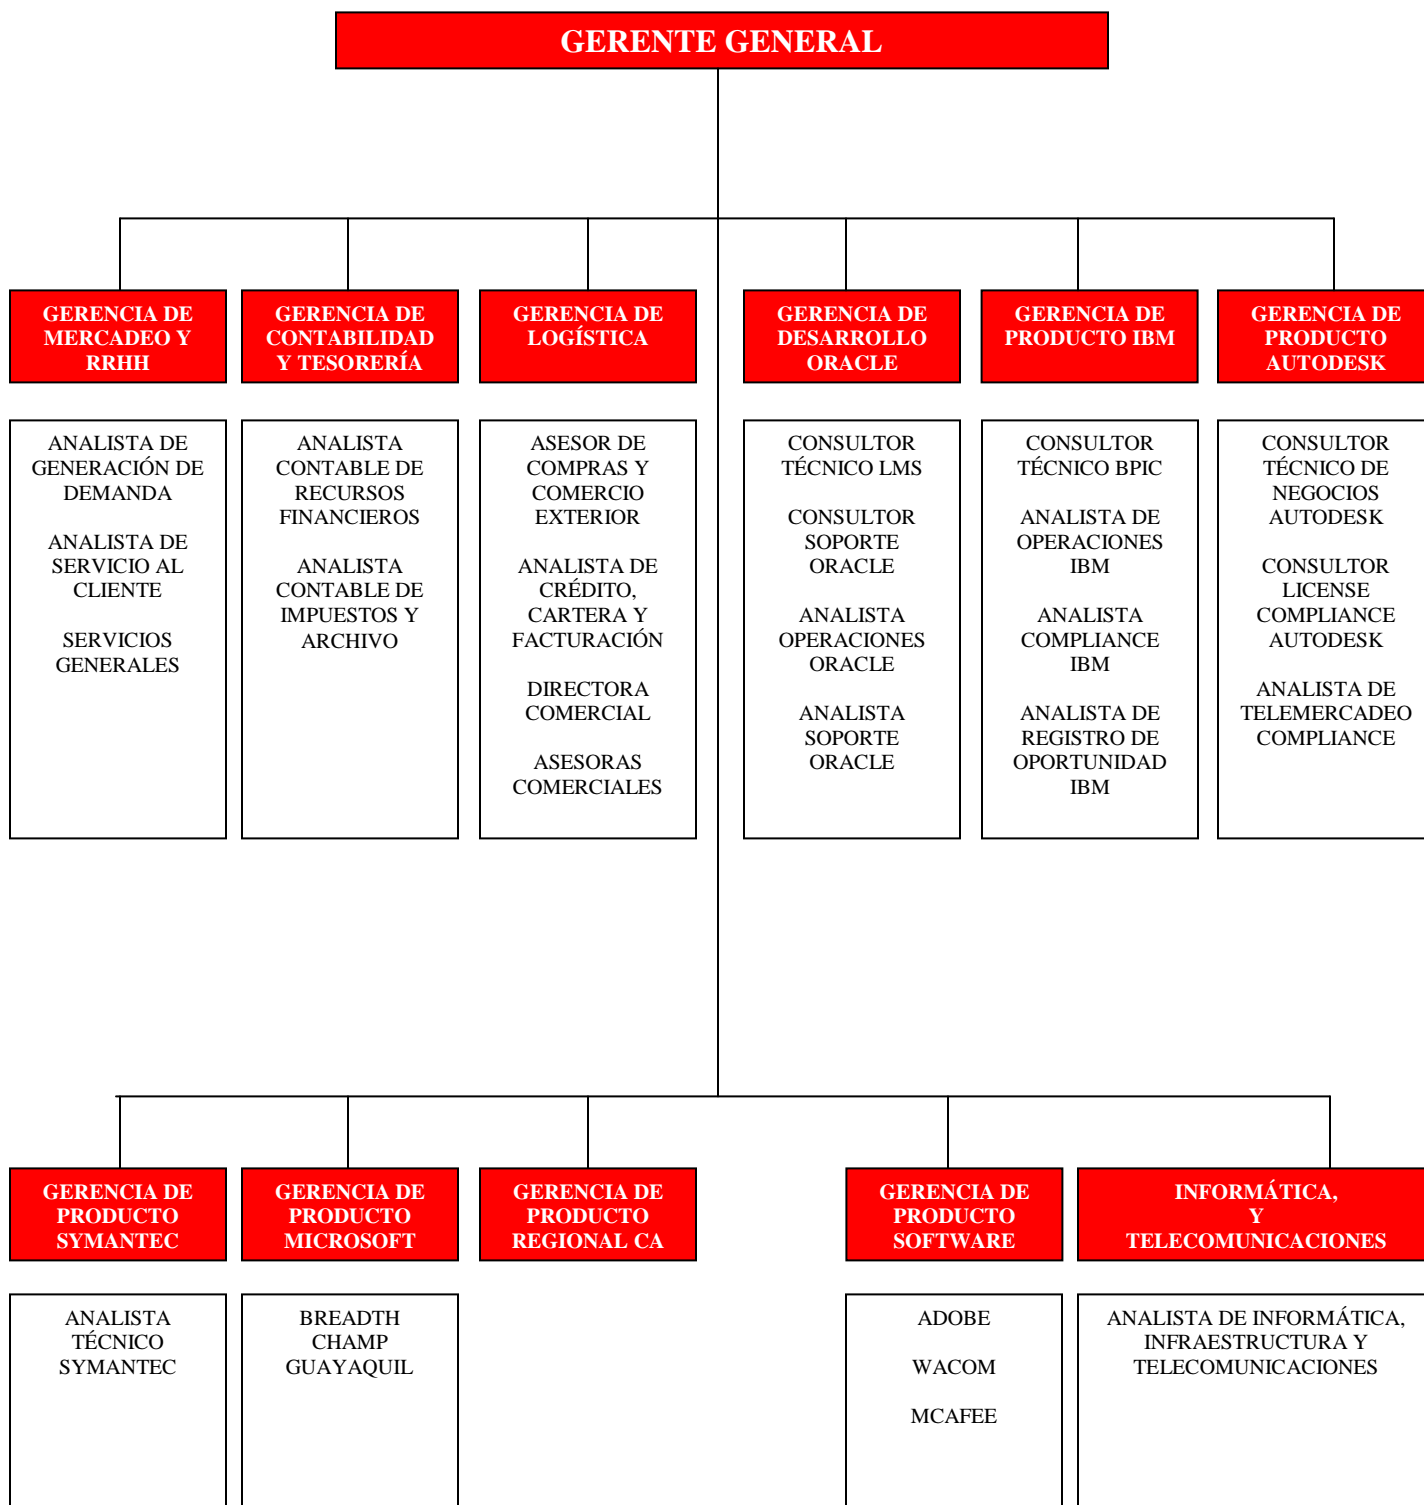 GERENTE GENERAL
GERENCIA DE
MERCADEO Y
RRHH
GERENCIA DE
CONTABILIDAD
Y TESORERÍA
GERENCIA DE
LOGÍSTICA
GERENCIA DE
DESARROLLO
ORACLE
GERENCIA DE
PRODUCTO IBM
GERENCIA DE
PRODUCTO
AUTODESK
ANALISTA DE
GENERACIÓN DE
DEMANDA
ANALISTA DE
SERVICIO AL
CLIENTE
SERVICIOS
GENERALES
ANALISTA
CONTABLE DE
RECURSOS
FINANCIEROS
ANALISTA
CONTABLE DE
IMPUESTOS Y
ARCHIVO
ASESOR DE
COMPRAS Y
COMERCIO
EXTERIOR
ANALISTA DE
CRÉDITO,
CARTERA Y
FACTURACIÓN
DIRECTORA
COMERCIAL
ASESORAS
COMERCIALES
CONSULTOR
TÉCNICO LMS
CONSULTOR
SOPORTE
ORACLE
ANALISTA
OPERACIONES
ORACLE
ANALISTA
SOPORTE
ORACLE
CONSULTOR
TÉCNICO BPIC
ANALISTA DE
OPERACIONES
IBM
ANALISTA
COMPLIANCE
IBM
ANALISTA DE
REGISTRO DE
OPORTUNIDAD
IBM
CONSULTOR
TÉCNICO DE
NEGOCIOS
AUTODESK
CONSULTOR
LICENSE
COMPLIANCE
AUTODESK
ANALISTA DE
TELEMERCADEO
COMPLIANCE
GERENCIA DE
PRODUCTO
SYMANTEC
GERENCIA DE
PRODUCTO
MICROSOFT
GERENCIA DE
PRODUCTO
REGIONAL CA
GERENCIA DE
PRODUCTO
SOFTWARE
INFORMÁTICA,
Y
TELECOMUNICACIONES
ANALISTA
TÉCNICO
SYMANTEC
BREADTH
CHAMP
GUAYAQUIL
ADOBE
WACOM
MCAFEE
ANALISTA DE INFORMÁTICA,
INFRAESTRUCTURA Y
TELECOMUNICACIONES